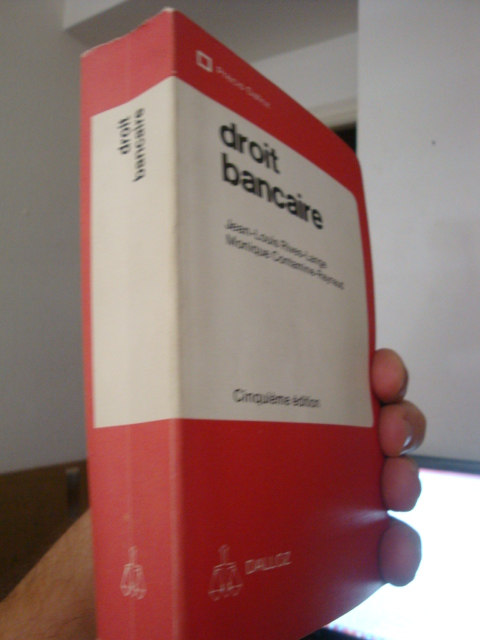 Précis Dalloz
droit
bancaire
Jean-Louis Rives-Lange
Monique Contamine-Raynaud
Cinquième édition
DALLOZ
droit
bancaire